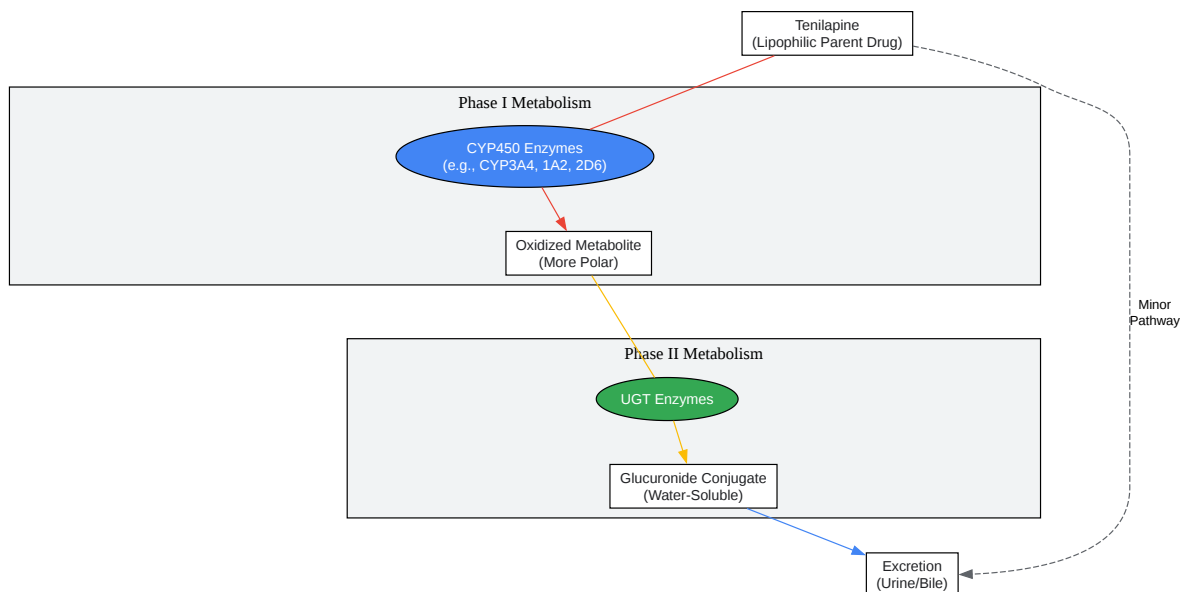 Tenilapine
(Lipophilic Parent Drug)
Phase I Metabolism
CYP450 Enzymes
(e.g., CYP3A4, 1A2, 2D6)
Oxidized Metabolite
(More Polar)
Minor
Pathway
Phase II Metabolism
UGT Enzymes
Glucuronide Conjugate
(Water-Soluble)
Excretion
(Urine/Bile)